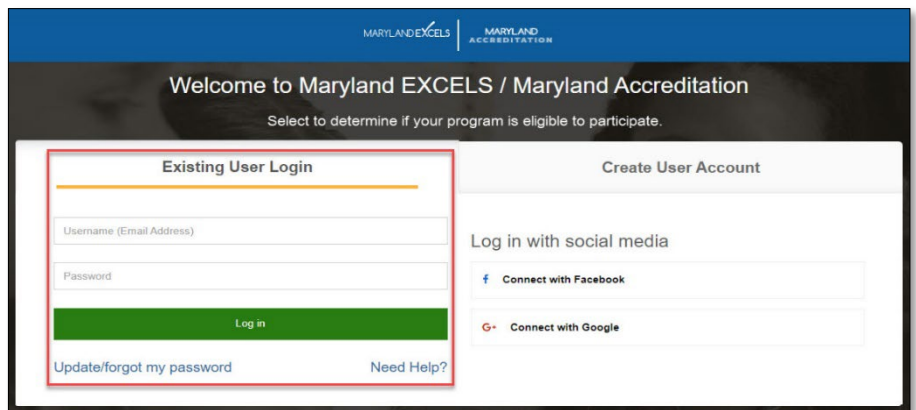 MARYLAND EXCELS
MARYLAND
ACCREDITATION
Welcome to Maryland EXCELS / Maryland Accreditation
Select to determine if your program is eligible to participate.
Existing User Login
Create User Account
Username (Email Address)
Password
Log in
Update/forgot my password
Need Help?
Log in with social media
f Connect with Facebook
G+ Connect with Google